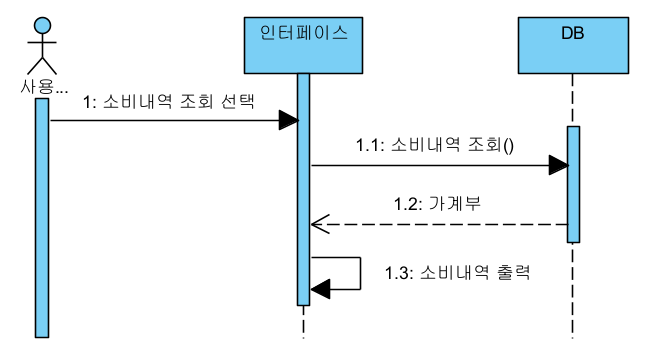 인터페이스
DB
사용...
1: 소비내역 조회 선택
1.1: 소비내역 조회()
1.2: 가계부
1.3: 소비내역 출력